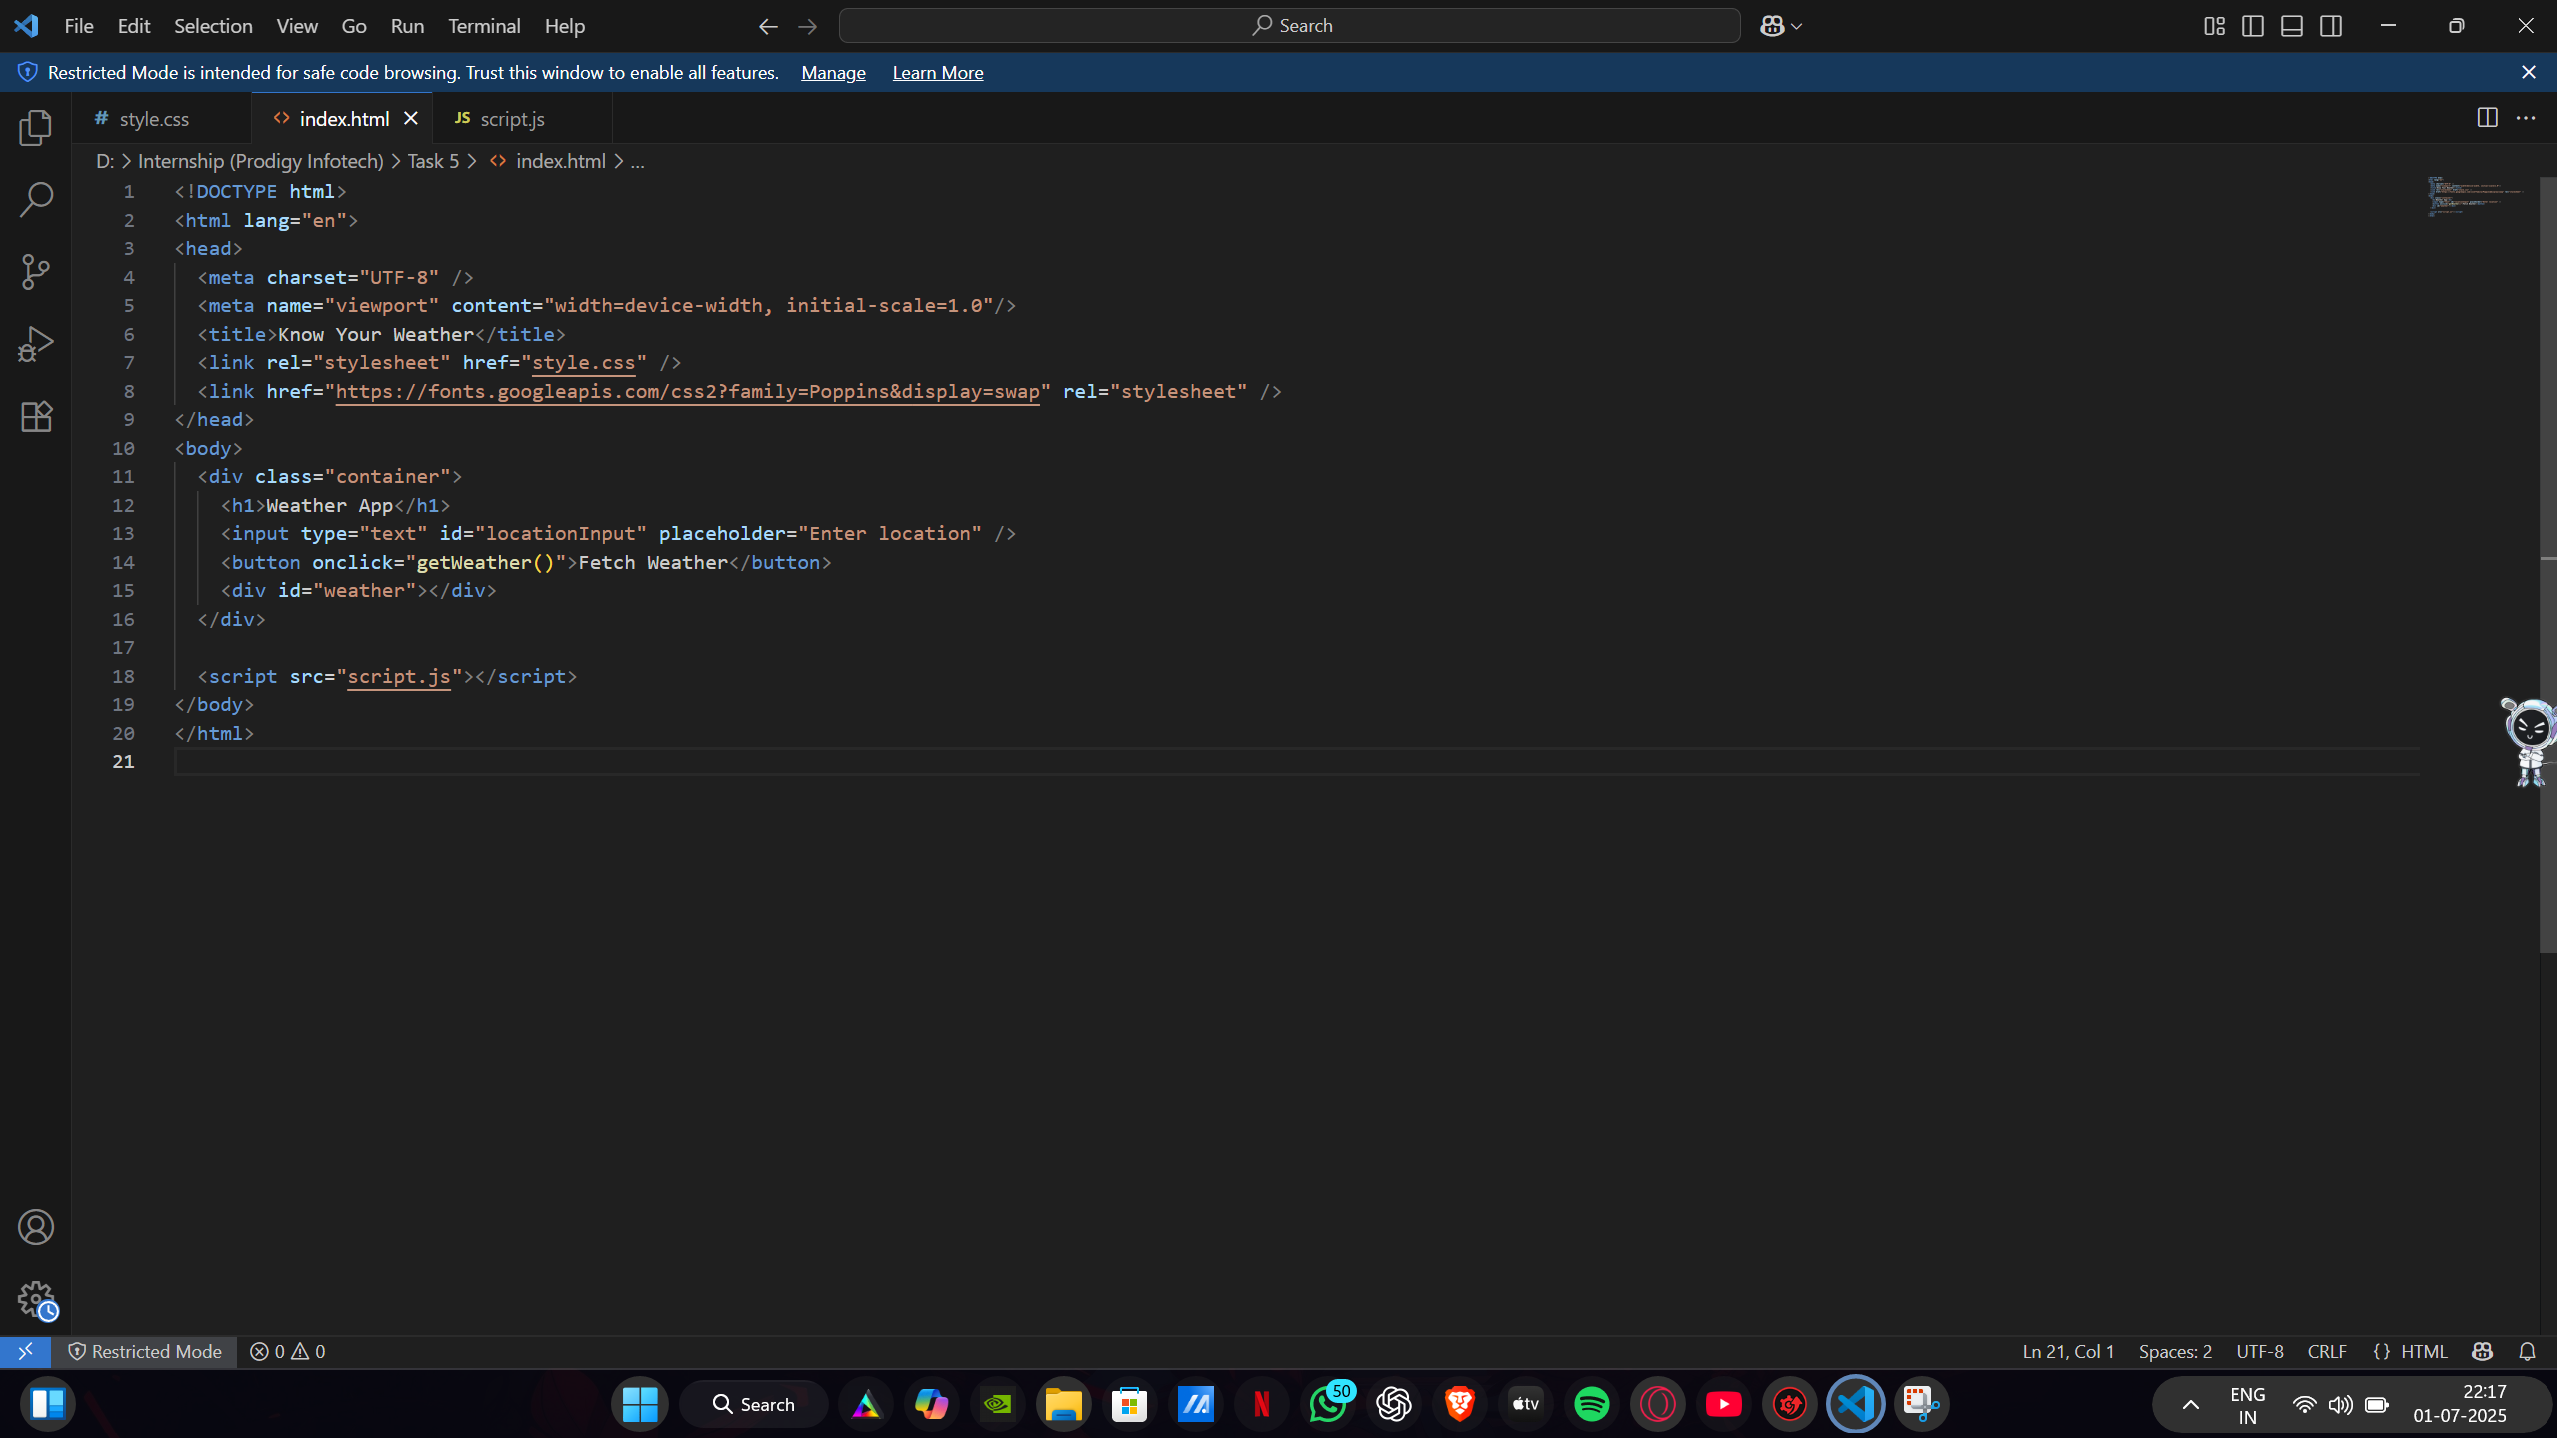 File Edit Selection View Go Run Terminal Help
Search
Restricted Mode is intended for safe code browsing. Trust this window to enable all features. Manage Learn More
# style.css
<> index.html
JS script.js
D: > Internship (Prodigy Infotech) > Task 5 > <> index.html > ...
1 <!DOCTYPE html>
2 <html lang="en">
3 <head>
4 <meta charset="UTF-8" />
5 <meta name="viewport" content="width=device-width, initial-scale=1.0"/>
6 <title>Know Your Weather</title>
7 <link rel="stylesheet" href="style.css" />
8 <link href="https://fonts.googleapis.com/css2?family=Poppins&display=swap" rel="stylesheet" />
9 </head>
10 <body>
11 <div class="container">
12 <h1>Weather App</h1>
13 <input type="text" id="locationInput" placeholder="Enter location" />
14 <button onclick="getWeather()">Fetch Weather</button>
15 <div id="weather"></div>
16 </div>
17
18 <script src="script.js"></script>
19 </body>
20 </html>
21
Restricted Mode 0 0
Ln 21, Col 1 Spaces: 2 UTF-8 CRLF {} HTML
Search
N
50
tv
ENG
IN
22:17
01-07-2025